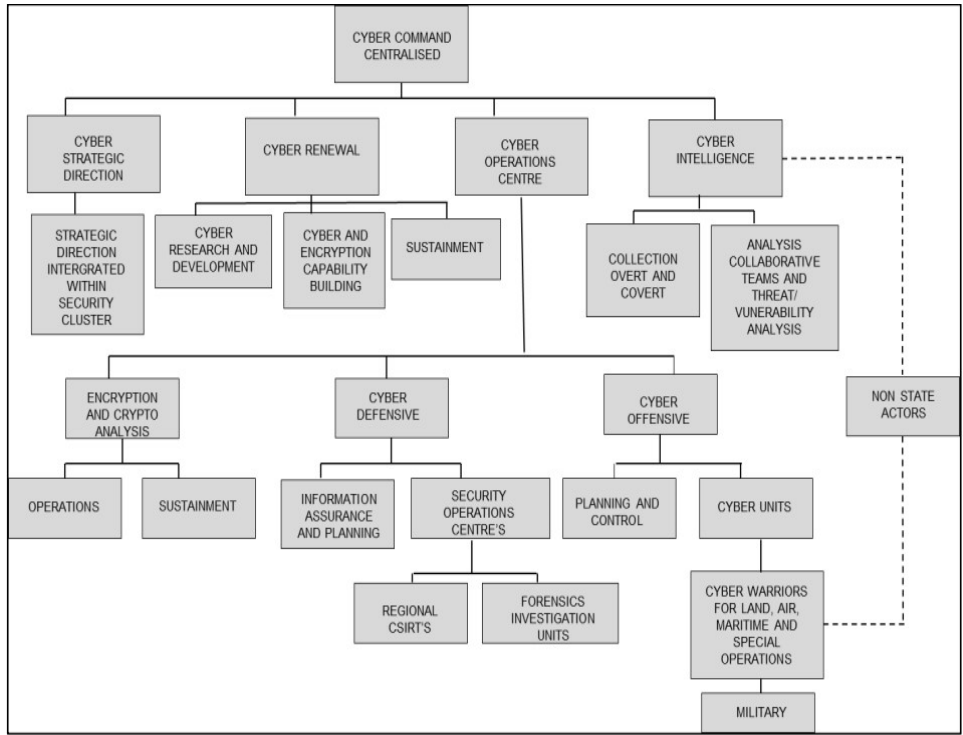 CYBER COMMAND
CENTRALISED
CYBER
STRATEGIC
DIRECTION
CYBER RENEWAL
CYBER
OPERATIONS
CENTRE
CYBER
INTELLIGENCE
STRATEGIC
DIRECTION
INTERGRATED
WITHIN
SECURITY
CLUSTER
CYBER
RESEARCH AND
DEVELOPMENT
CYBER AND
ENCRYPTION
CAPABILITY
BUILDING
SUSTAINMENT
COLLECTION
OVERT AND
COVERT
ANALYSIS
COLLABORATIVE
TEAMS AND
THREAT/
VUNERABILITY
ANALYSIS
ENCRYPTION
AND CRYPTO
ANALYSIS
CYBER
DEFENSIVE
CYBER
OFFENSIVE
NON STATE
ACTORS
OPERATIONS
SUSTAINMENT
INFORMATION
ASSURANCE
AND PLANNING
SECURITY
OPERATIONS
CENTRE'S
PLANNING AND
CONTROL
CYBER UNITS
REGIONAL
CSIRT'S
FORENSICS
INVESTIGATION
UNITS
CYBER WARRIORS
FOR LAND, AIR,
MARITIME AND
SPECIAL
OPERATIONS
MILITARY